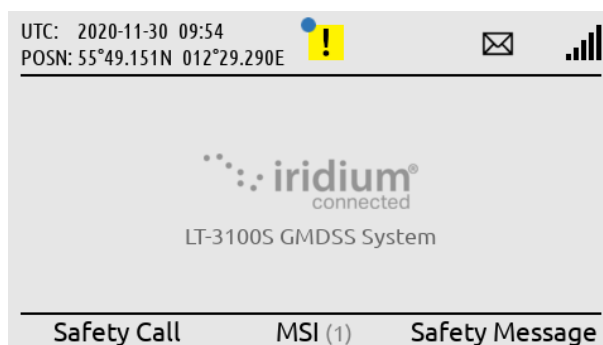 UTC: 2020-11-30 09:54
POSN: 55°49.151N 012°29.290E
!
iridium®
connected
LT-3100S GMDSS System
Safety Call MSI (1) Safety Message